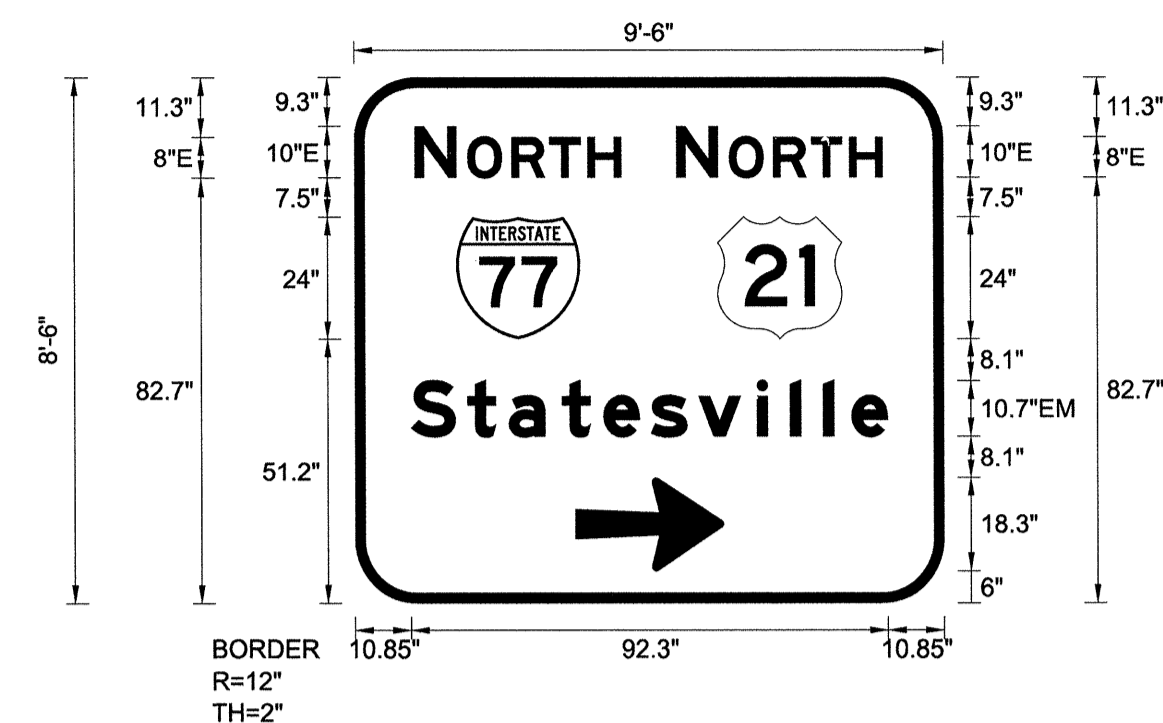 9'-6"
11.3" 9.3" 9.3" 11.3"
8"E 10"E NORTH NORTH 10"E 8"E
7.5" 7.5"
INTERSTATE
24" 77 21 24"
8'-6"
8.1"
82.7" Statesville 10.7"EM 82.7"
8.1"
51.2"
18.3"
6"
BORDER 10.85" 92.3" 10.85"
R=12"
TH=2"